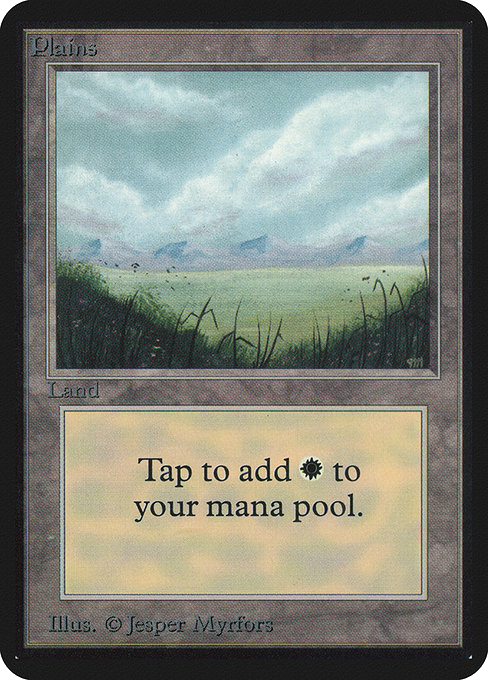 Plains
Land
Tap to add to
your mana pool.
Illus. © Jesper Myrfors